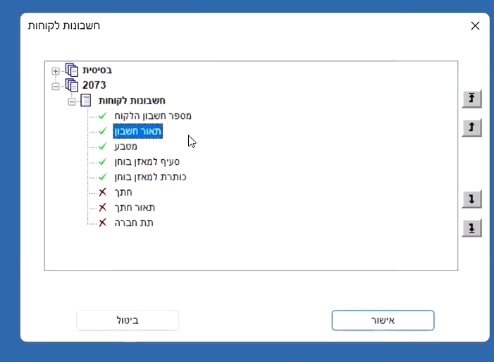 חשבונות לקוחות
בסיסית
2073
חשבונות לקוחות
מספר חשבון הלקוח
תאור חשבון
מטבע
סעיף למאזן בוחן
כותרת למאזן בוחן
חתך
תאור חתך
תת חברה
אישור
ביטול